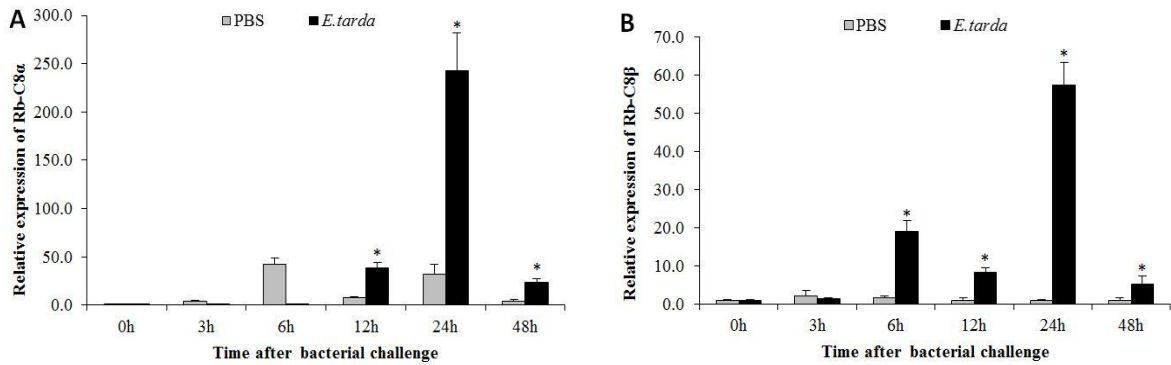 A
PBS E.tarda
Relative expression of Rb-C8α
300.0
250.0
200.0
150.0
100.0
50.0
0.0
*
*
*
0h 3h 6h 12h 24h 48h
Time after bacterial challenge
B
PBS E.tarda
Relative expression of Rb-C8β
70.0
60.0
50.0
40.0
30.0
20.0
10.0
0.0
*
*
*
*
0h 3h 6h 12h 24h 48h
Time after bacterial challenge